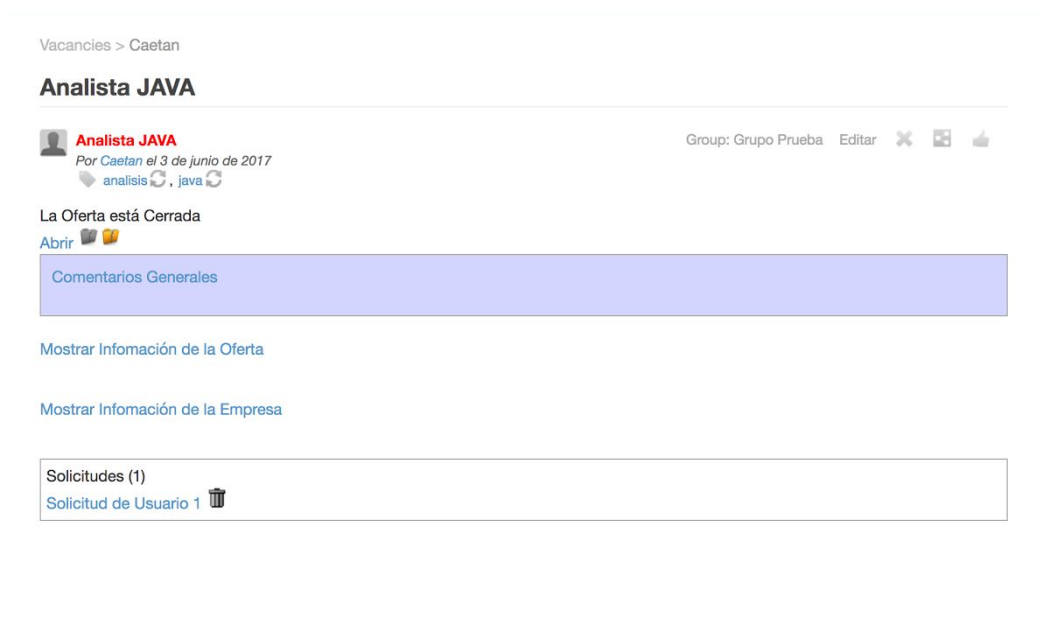 Vacancies > Caetan
Analista JAVA
Analista JAVA
Group: Grupo Prueba Editar
Por Caetan el 3 de junio de 2017
analisis , java
La Oferta está Cerrada
Abrir
Comentarios Generales
Mostrar Infomación de la Oferta
Mostrar Infomación de la Empresa
Solicitudes (1)
Solicitud de Usuario 1